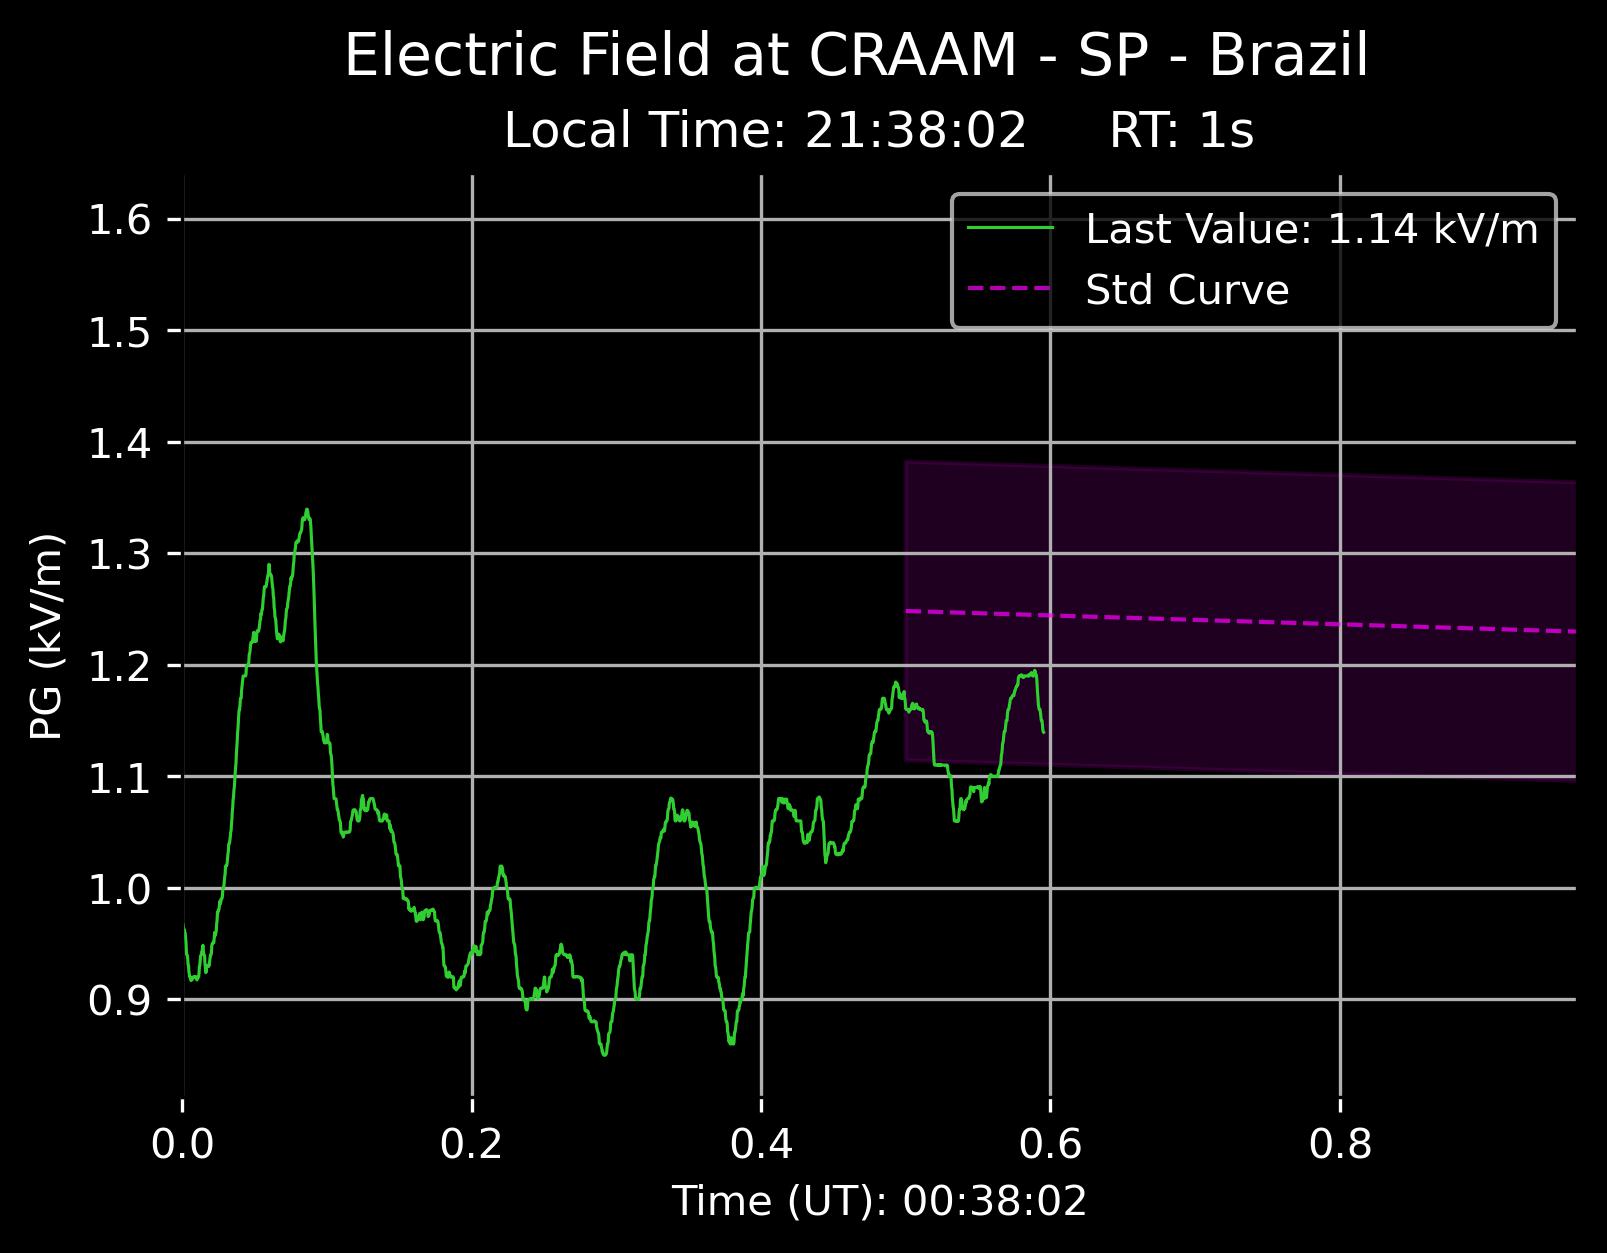 Electric Field at CRAAM - SP - Brazil
Local Time: 21:38:02 RT: 1s
Last Value: 1.14 kV/m
Std Curve
PG (kV/m)
1.6
1.5
1.4
1.3
1.2
1.1
1.0
0.9
0.0 0.2 0.4 0.6 0.8
Time (UT): 00:38:02